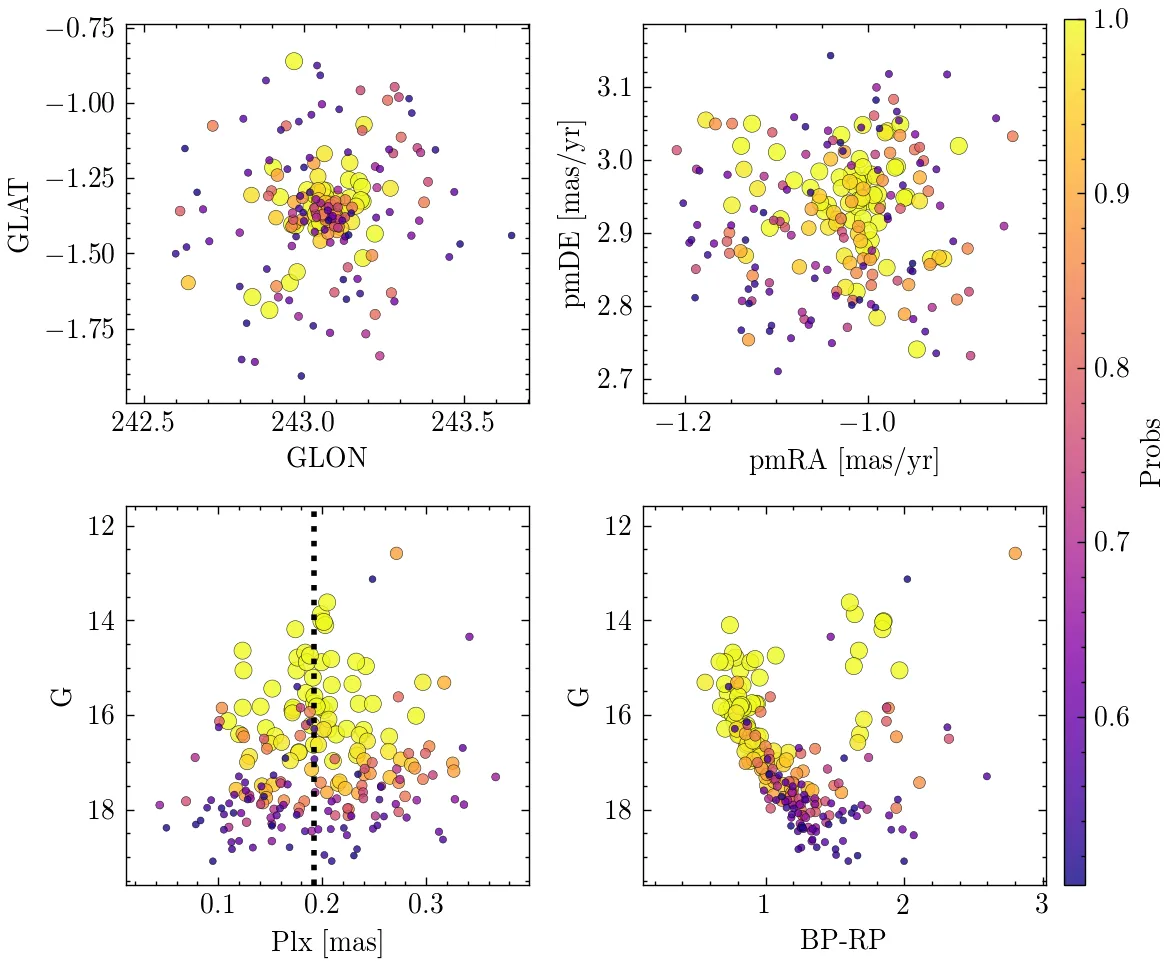 −0.75
−1.00
−1.25
−1.50
−1.75
GLAT
242.5 243.0 243.5
GLON
3.1
3.0
2.9
2.8
2.7
pmDE [mas/yr]
−1.2 −1.0
pmRA [mas/yr]
12
14
16
18
G
0.1 0.2 0.3
Plx [mas]
12
14
16
18
G
1 2 3
BP-RP
1.0
0.9
0.8
0.7
0.6
Probs